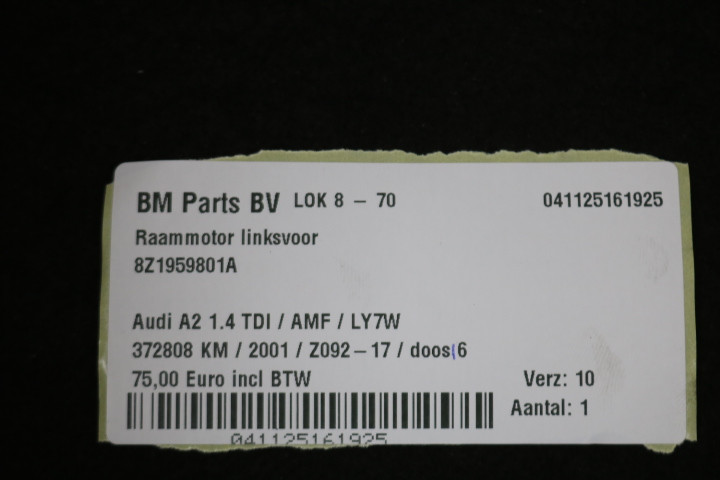 BM Parts BV LOK 8 – 70 041125161925
Raammotor linksvoor
8Z1959801A
Audi A2 1.4 TDI / AMF / LY7W
372808 KM / 2001 / Z092 – 17 / doos 6
75,00 Euro incl BTW Verz: 10
Aantal: 1
041125161925